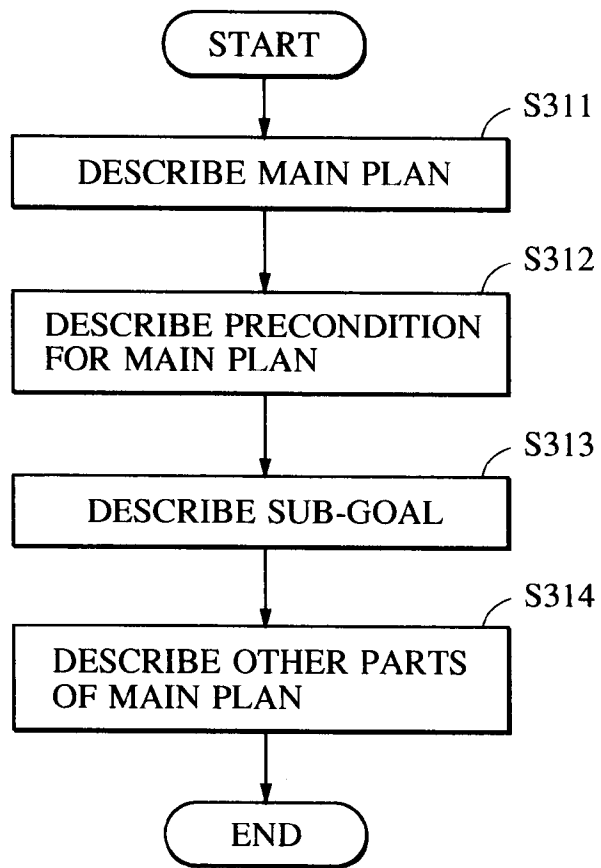 START
S311
DESCRIBE MAIN PLAN
S312
DESCRIBE PRECONDITION
FOR MAIN PLAN
S313
DESCRIBE SUB-GOAL
S314
DESCRIBE OTHER PARTS
OF MAIN PLAN
END